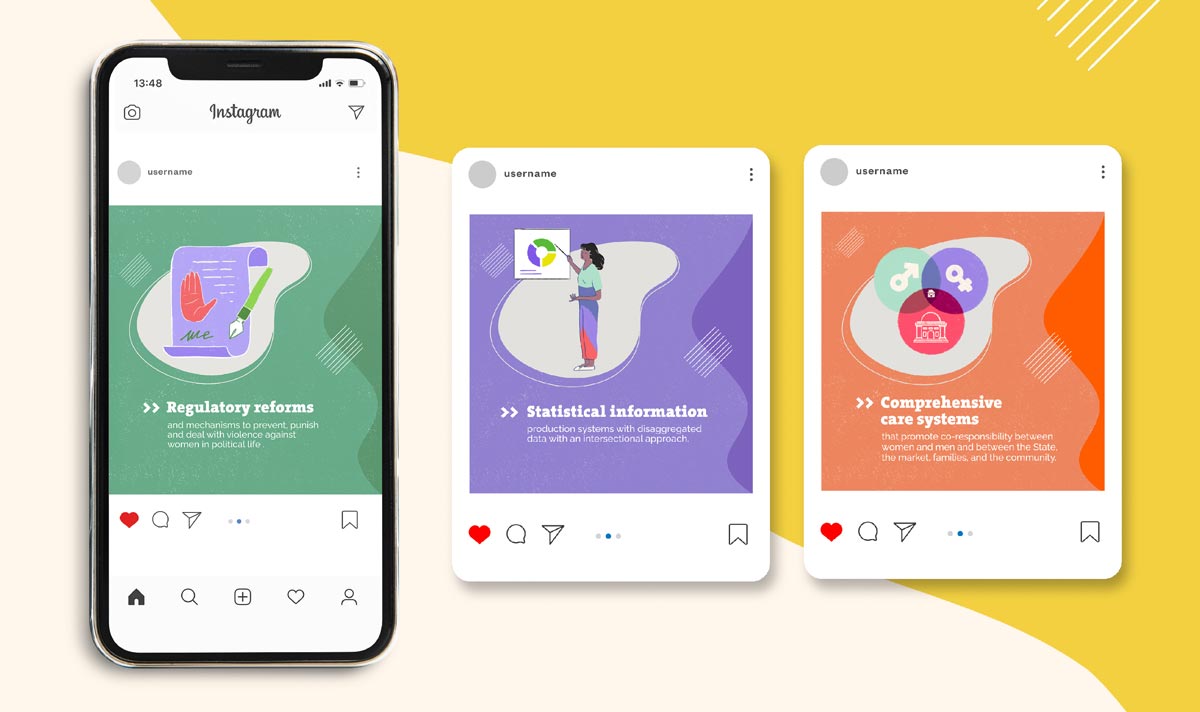 13:48
Instagram
username
me
>> Regulatory reforms
and mechanisms to prevent, punish
and deal with violence against
women in political life .
username
>> Statistical information
production systems with disaggregated
data with an intersectional approach.
username
>> Comprehensive
care systems
that promote co-responsibility between
women and men and between the State,
the market, families, and the community.